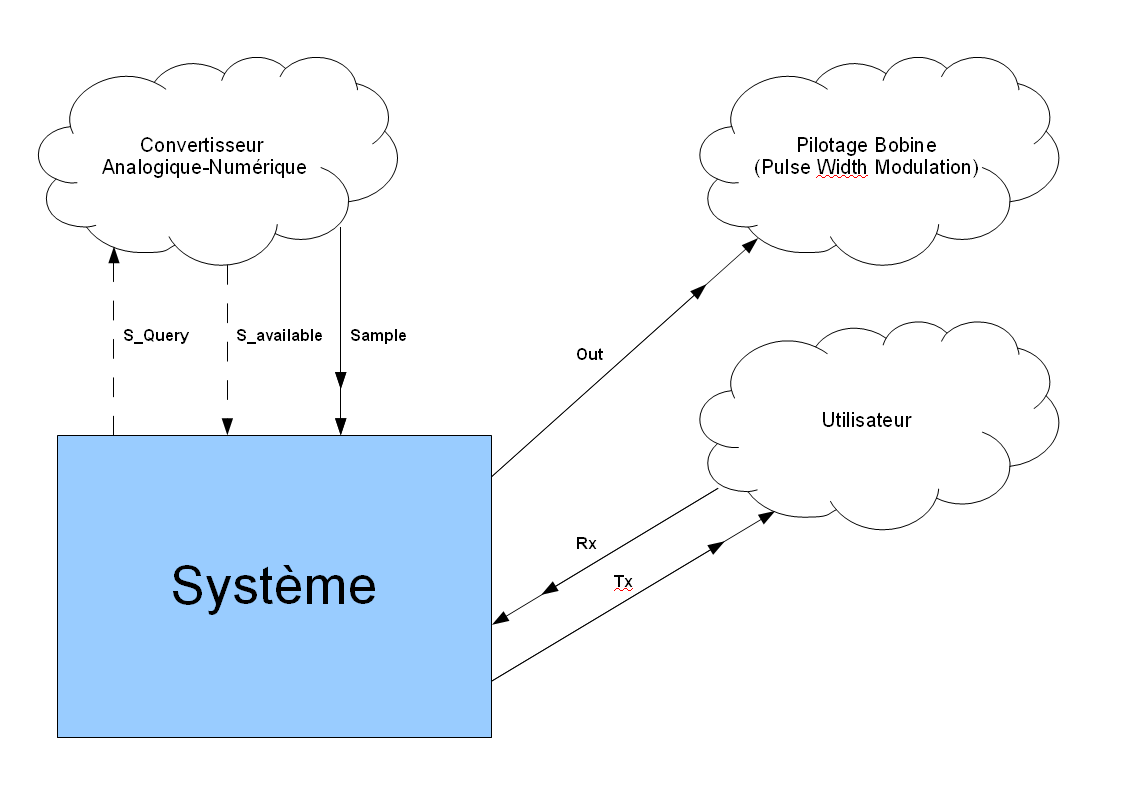 Convertisseur
Analogique-Numérique
Pilotage Bobine
(Pulse Width Modulation)
S_Query
S_available
Sample
Out
Utilisateur
Rx
Tx
Système